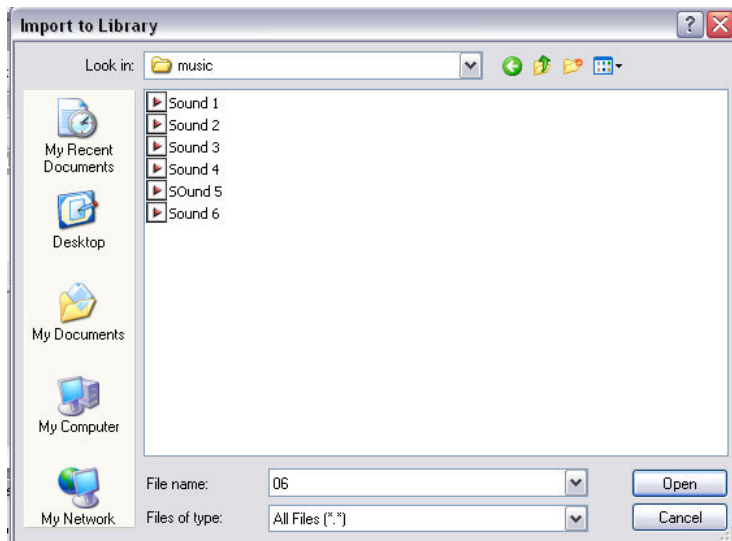 Import to Library
Look in: music
My Recent Documents
Desktop
My Documents
My Computer
My Network
Sound 1
Sound 2
Sound 3
Sound 4
SOund 5
Sound 6
File name: 06 Open
Files of type: All Files (*.*) Cancel